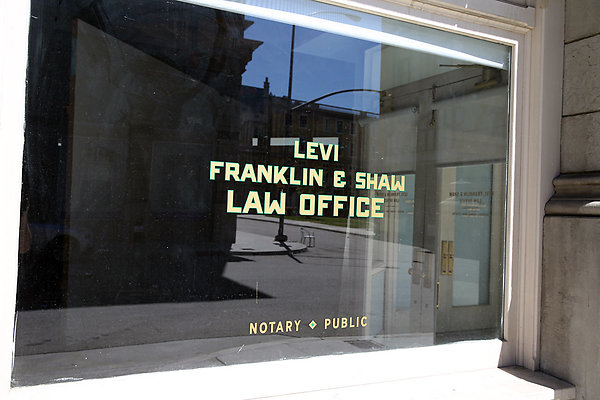 LEVI
FRANKLIN & SHAW
LAW OFFICE
NOTARY ⟡ PUBLIC